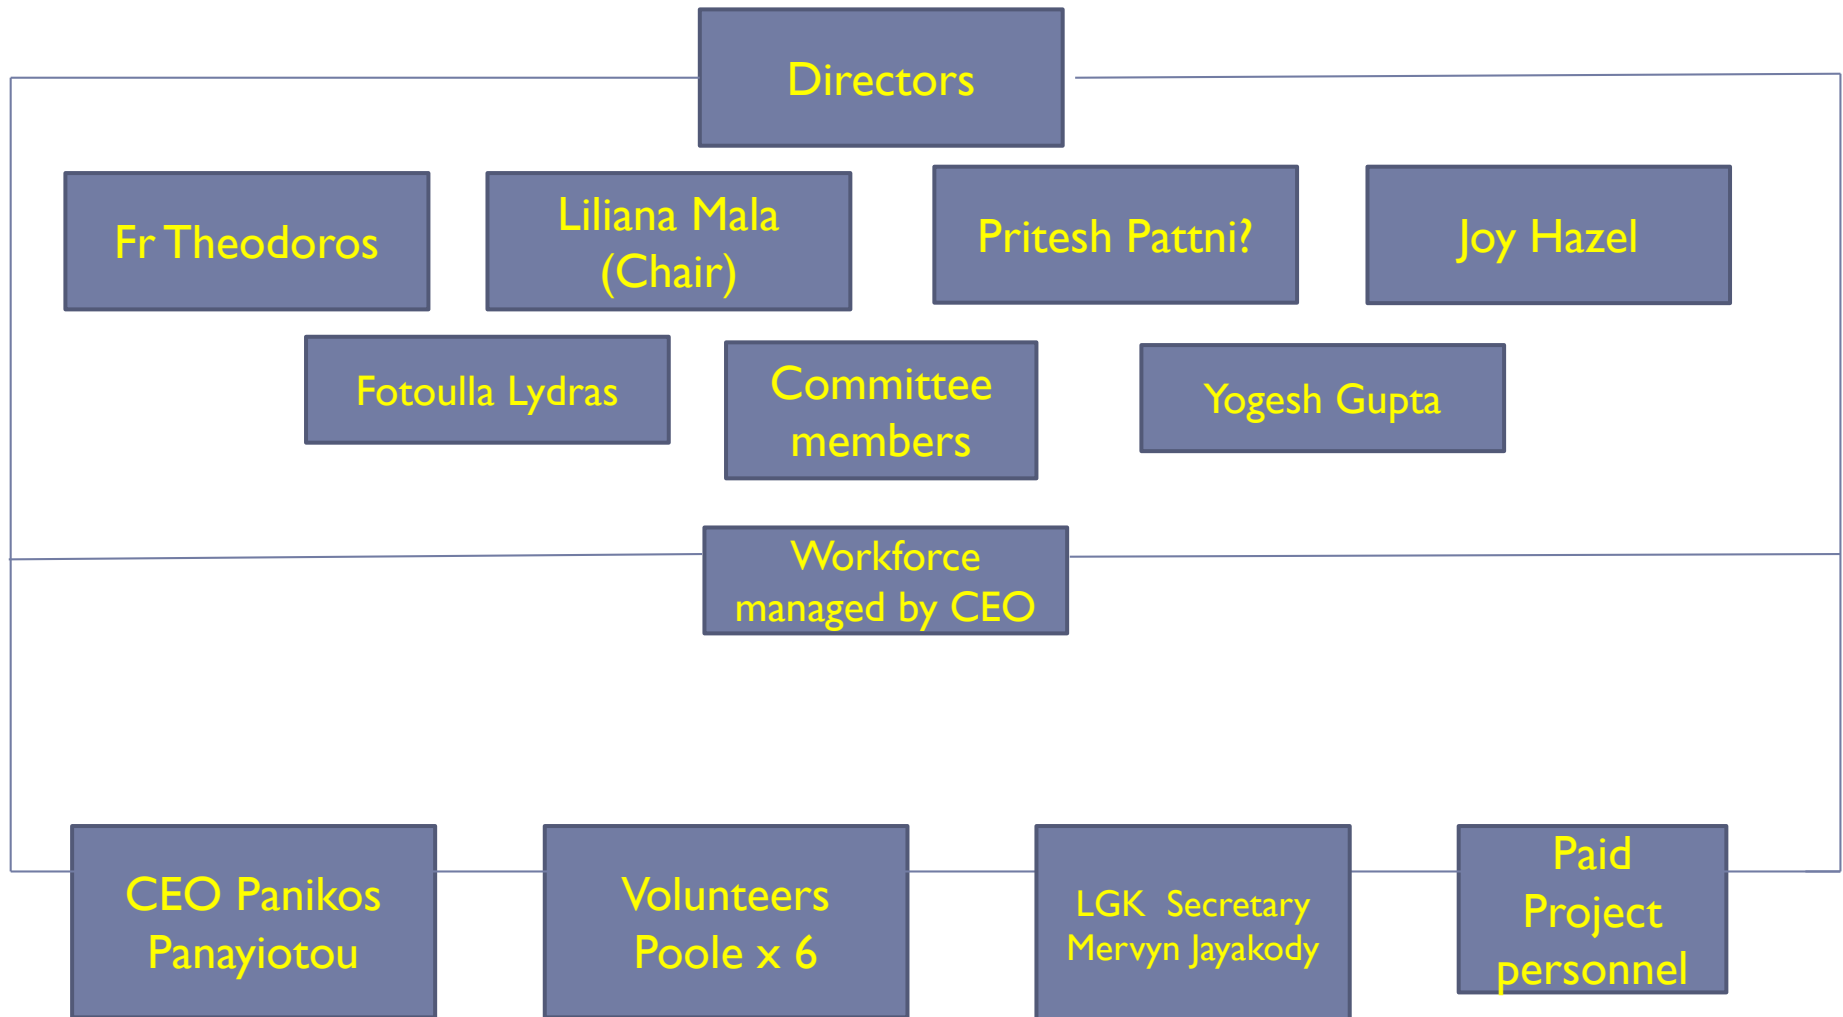 Directors
Fr Theodoros
Liliana Mala
(Chair)
Pritesh Pattni?
Joy Hazel
Fotoulla Lydras
Committee
members
Yogesh Gupta
Workforce
managed by CEO
CEO Panikos
Panayiotou
Volunteers
Poole x 6
LGK Secretary
Mervyn Jayakody
Paid
Project
personnel